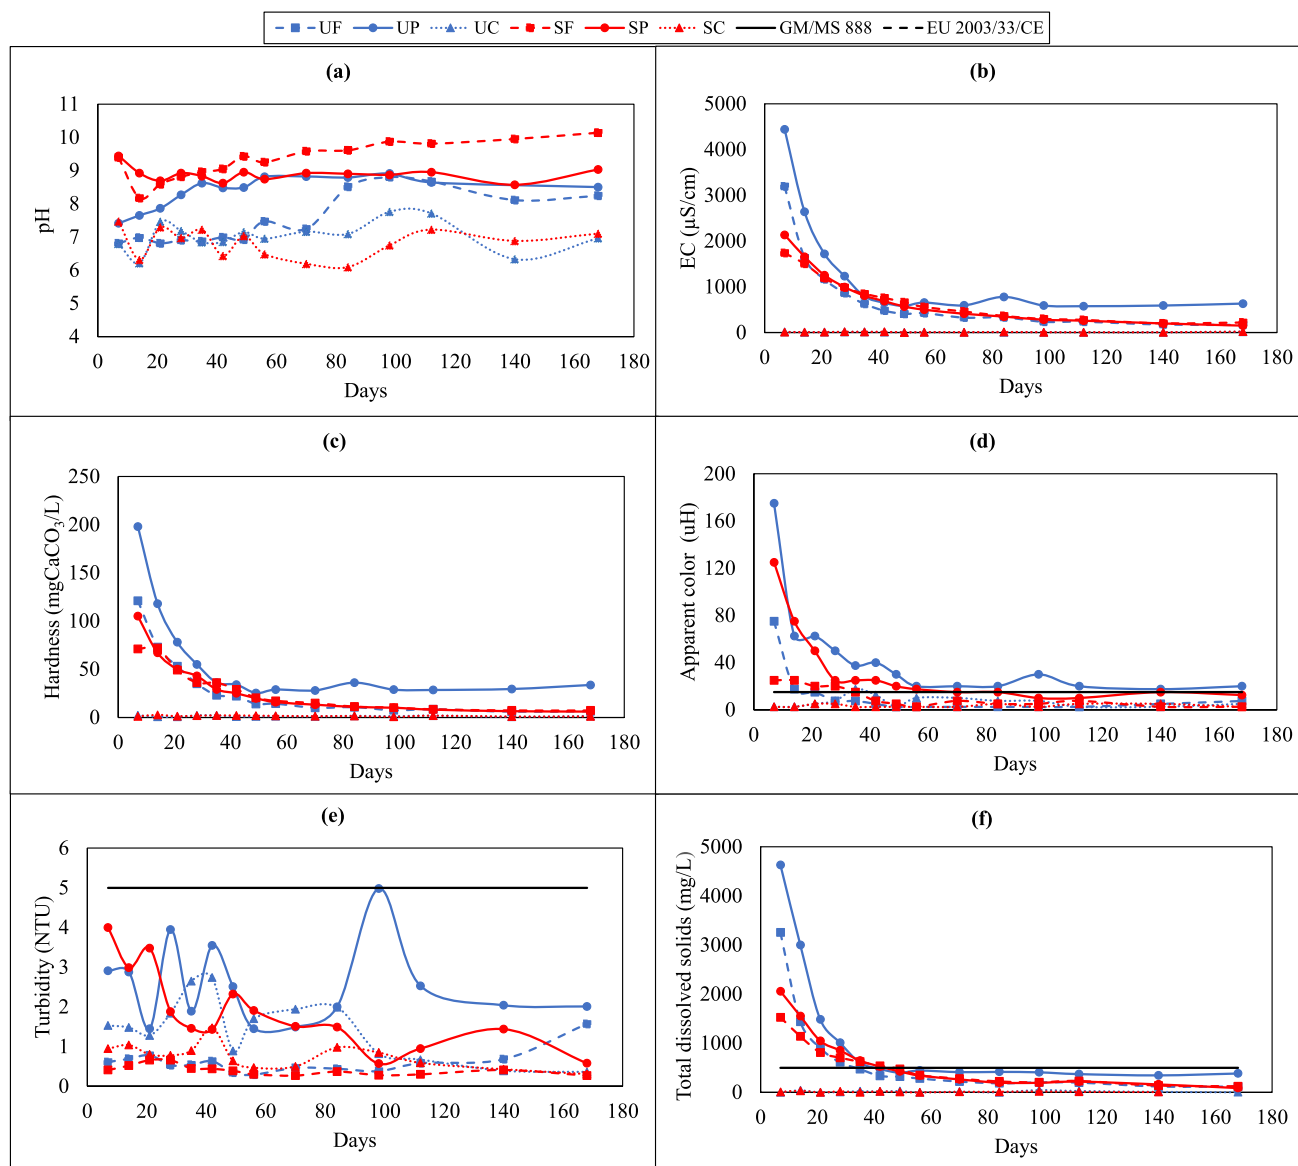 UF UP UC SF SP SC GM/MS 888 EU 2003/33/CE
(a)
pH
11
10
9
8
7
6
5
4
0 20 40 60 80 100 120 140 160 180
Days
(b)
EC (µS/cm)
5000
4000
3000
2000
1000
0
0 20 40 60 80 100 120 140 160 180
Days
(c)
Hardness (mgCaCO₃/L)
250
200
150
100
50
0
0 20 40 60 80 100 120 140 160 180
Days
(d)
Apparent color (uH)
200
160
120
80
40
0
0 20 40 60 80 100 120 140 160 180
Days
(e)
Turbidity (NTU)
6
5
4
3
2
1
0
0 20 40 60 80 100 120 140 160 180
Days
(f)
Total dissolved solids (mg/L)
5000
4000
3000
2000
1000
0
0 20 40 60 80 100 120 140 160 180
Days